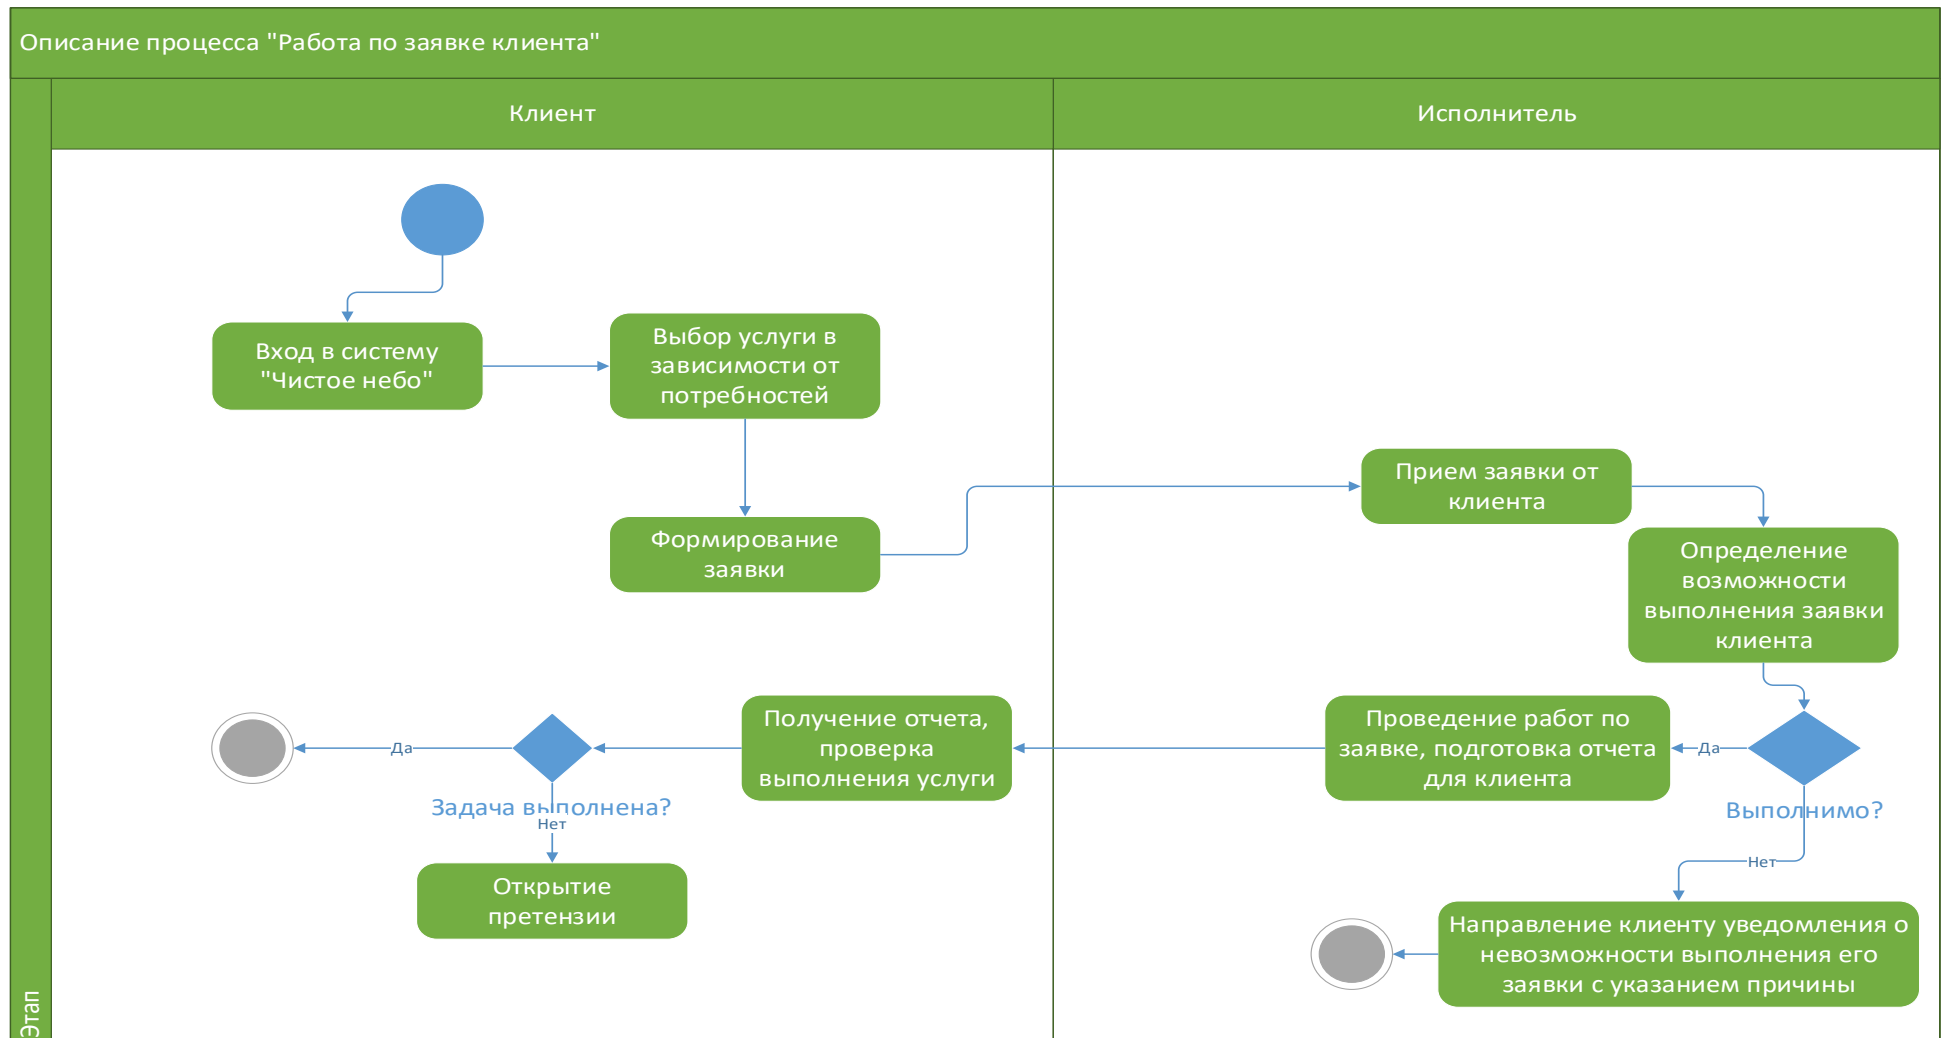 Описание процесса "Работа по заявке клиента"
Клиент
Исполнитель
Вход в систему
"Чистое небо"
Выбор услуги в
зависимости от
потребностей
Формирование
заявки
Прием заявки от
клиента
Определение
возможности
выполнения заявки
клиента
Выполнимо?
Да
Нет
Проведение работ по
заявке, подготовка отчета
для клиента
Получение отчета,
проверка
выполнения услуги
Задача выполнена?
Да
Нет
Открытие
претензии
Направление клиенту уведомления о
невозможности выполнения его
заявки с указанием причины
Этап